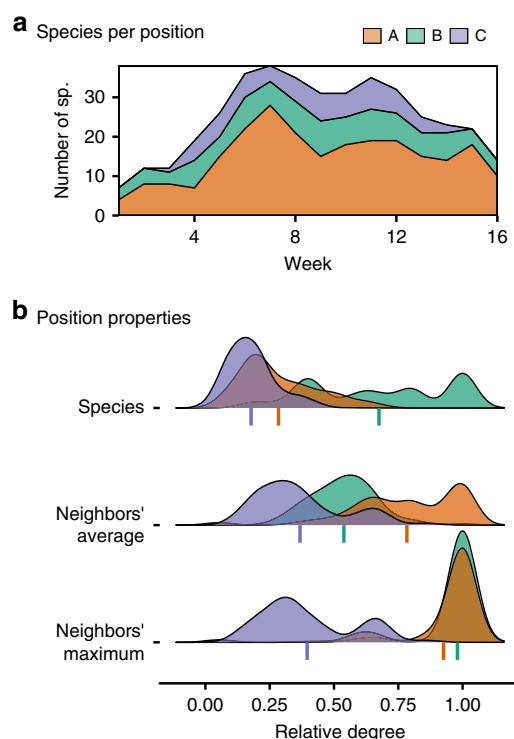 a Species per position
A B C
Number of sp.
30
20
10
0
4 8 12 16
Week
b Position properties
Species
Neighbors'
average
Neighbors'
maximum
0.00 0.25 0.50 0.75 1.00
Relative degree